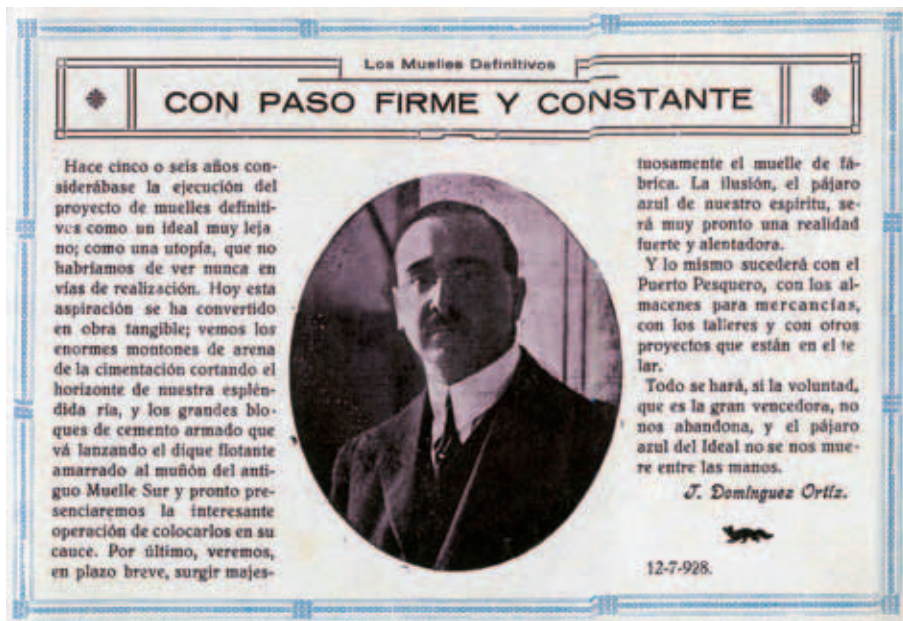 Los Muelles Definitivos
CON PASO FIRME Y CONSTANTE
Hace cinco o seis años con-
siderábase la ejecución del
proyecto de muelles definiti-
vos como un ideal muy leja
no; como una utopía, que no
habríamos de ver nunca en
vías de realización. Hoy esta
aspiración se ha convertido
en obra tangible; vemos los
enormes montones de arena
de la cimentación cortando el
horizonte de nuestra esplén-
dida ría, y los grandes blo-
ques de cemento armado que
vá lanzando el dique flotante
amarrado al muñón del anti-
guo Muelle Sur y pronto pre-
senciaremos la interesante
operación de colocarlos en su
cauce. Por último, veremos,
en plazo breve, surgir majes-
tuosamente el muelle de fá-
brica. La ilusión, el pájaro
azul de nuestro espíritu, se-
rá muy pronto una realidad
fuerte y alentadora.
Y lo mismo sucederá con el
Puerto Pesquero, con los al-
macenes para mercancías,
con los talleres y con otros
proyectos que están en el te
lar.
Todo se hará, si la voluntad,
que es la gran vencedora, no
nos abandona, y el pájaro
azul del Ideal no se nos mue-
re entre las manos.
J. Domínguez Ortíz.
12-7-928.